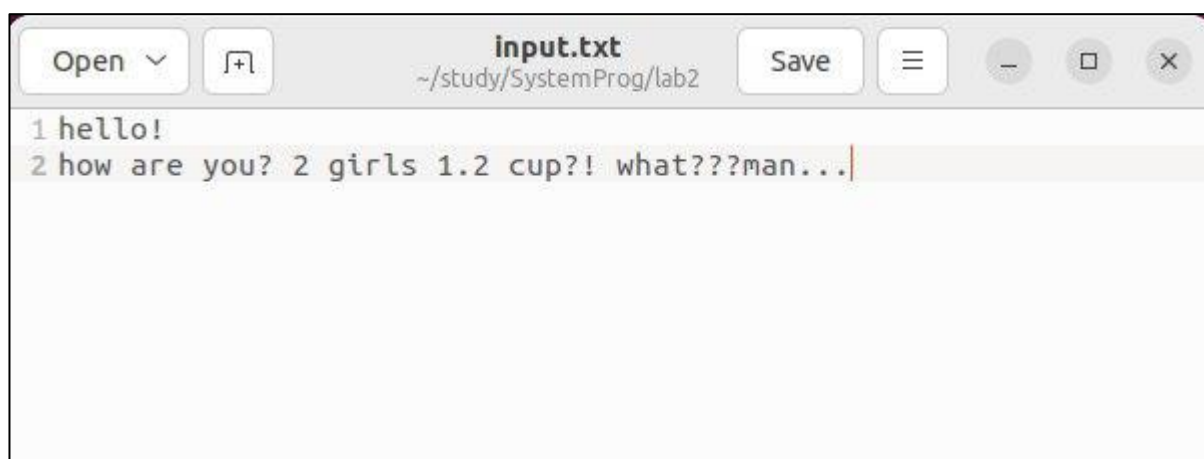 Open
input.txt
~/study/SystemProg/lab2
Save
1 hello!
2 how are you? 2 girls 1.2 cup?! what???man...